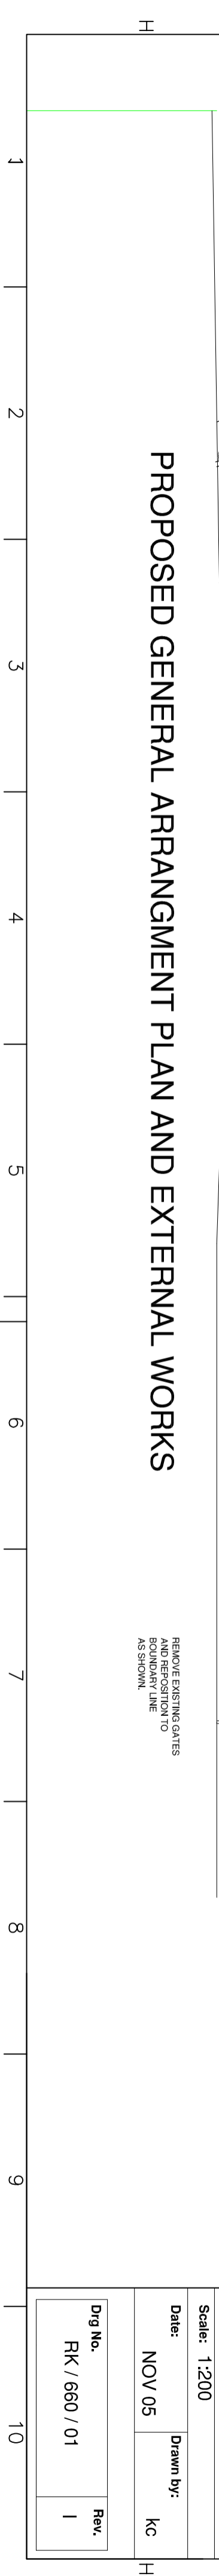 Scale: 1:200
PROPOSED GENERAL ARRANGMENT PLAN AND EXTERNAL WORKS
REMOVE EXISTING GATES
AND REPOSITION TO
BOUNDARY LINE
AS SHOWN.
Date: NOV 05
Drawn by: kc
H
H
Drg No.
RK / 660 / 01
Rev.
I
1 2 3 4 5 6 7 8 9 10